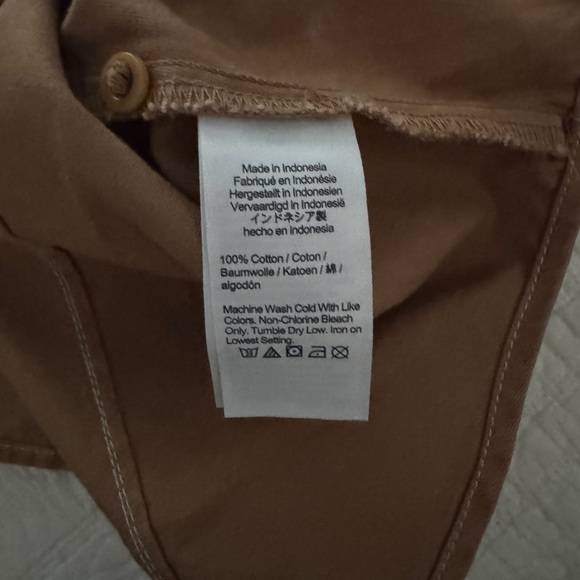 Made in Indonesia
Fabriqué en Indonésie
Hergestellt in Indonesien
Vervaardigd in Indonesië
インドネシア製
hecho en indonesia
100% Cotton / Coton /
Baumwolle / Katoen / 綿 /
algodón
Machine Wash Cold With Like
Colors. Non-Chlorine Bleach
Only. Tumble Dry Low. Iron on
Lowest Setting.